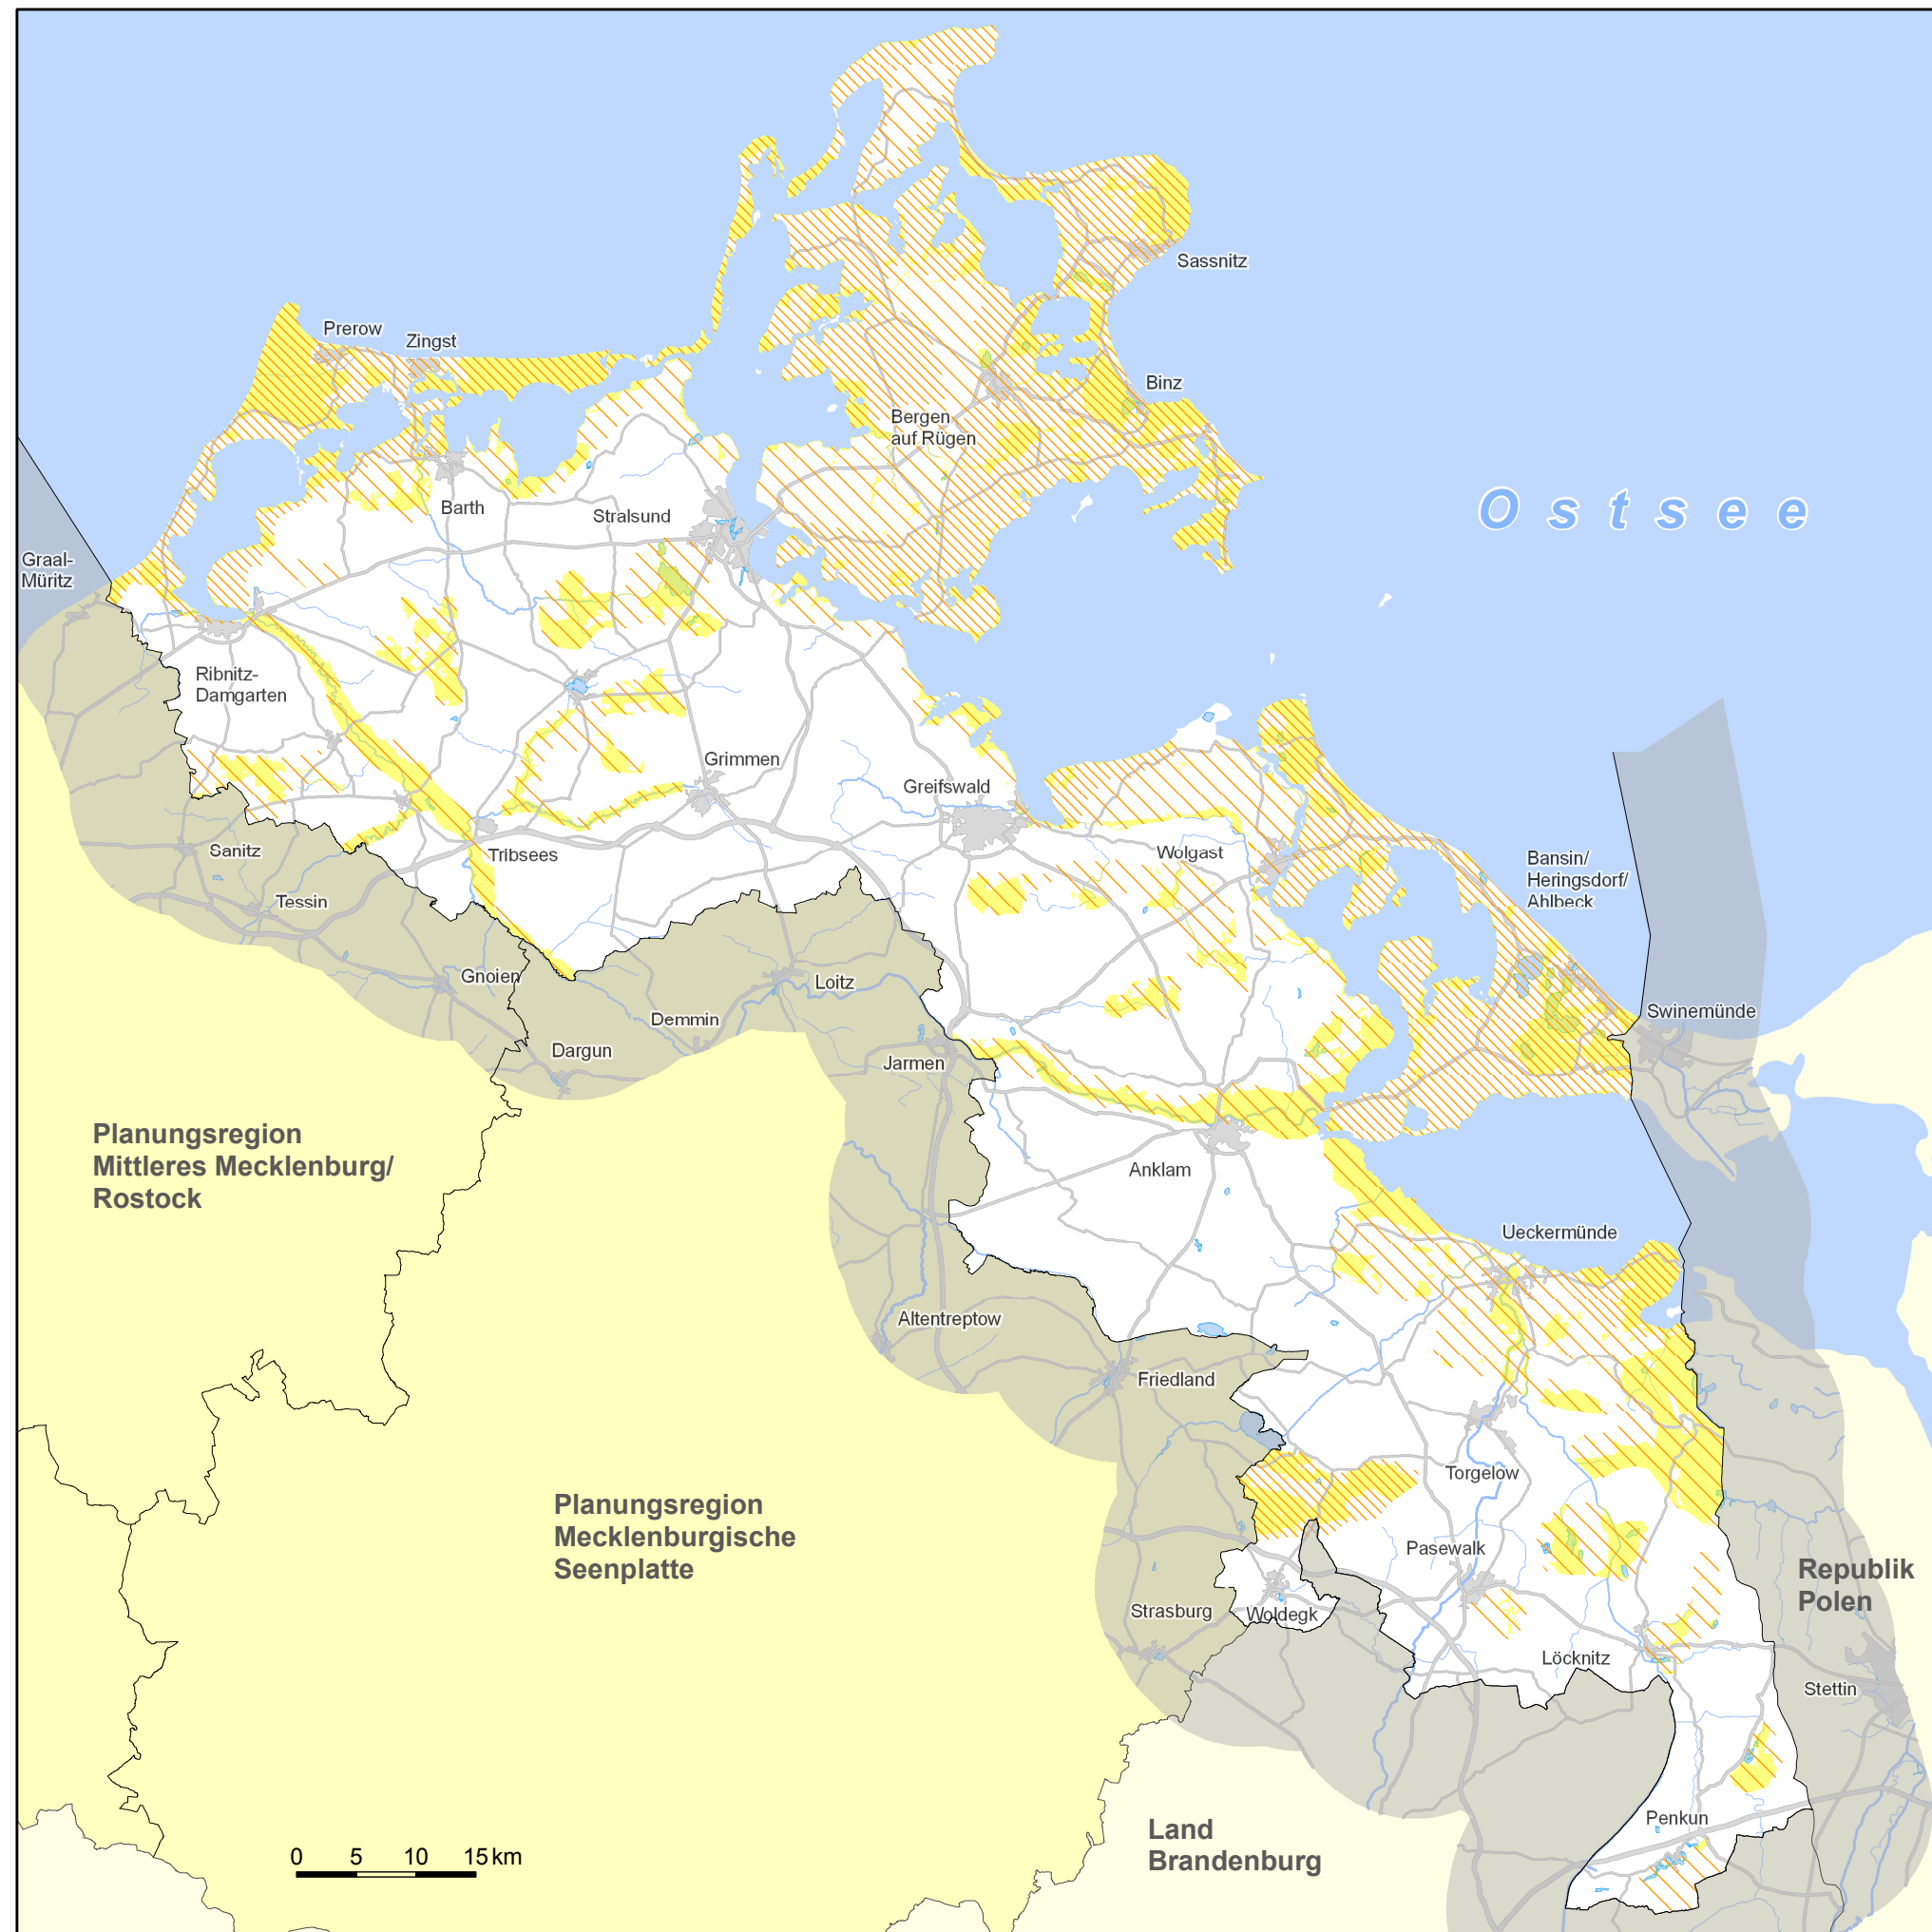 Sassnitz
Prerow
Zingst
Binz
Bergen
auf Rügen
Barth
Stralsund
Ostsee
Graal-
Müritz
Ribnitz-
Damgarten
Grimmen
Greifswald
Sanitz
Tribsees
Wolgast
Bansin/
Heringsdorf/
Ahlbeck
Tessin
Gnoien
Loitz
Demmin
Swinemünde
Dargun
Jarmen
Planungsregion
Mittleres Mecklenburg/
Rostock
Anklam
Ueckermünde
Altentreptow
Friedland
Torgelow
Planungsregion
Mecklenburgische
Seenplatte
Pasewalk
Republik
Polen
Strasburg
Woldegk
Löcknitz
Stettin
Penkun
Land
Brandenburg
0 5 10 15 km